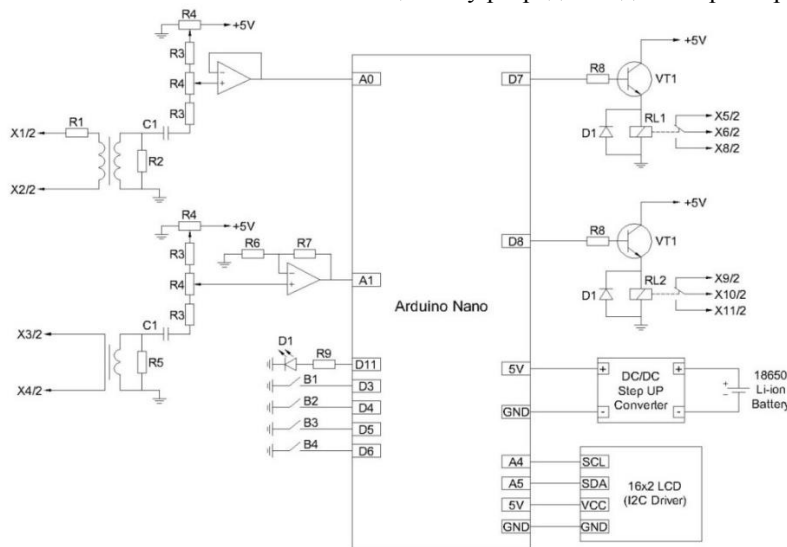 R4
+5V
R3
R4
R3
C1
X1/2
R1
R2
X2/2
A0
R4
+5V
R3
R4
R3
R6
R7
A1
C1
X3/2
R5
X4/2
D1
R9
D11
B1
D3
B2
D4
B3
D5
B4
D6
Arduino Nano
+5V
D7
R8
VT1
D1
RL1
X5/2
X6/2
X8/2
+5V
D8
R8
VT1
D1
RL2
X9/2
X10/2
X11/2
5V
+
+
DC/DC
Step UP
Converter
GND
-
-
+
−
18650
Li-ion
Battery
A4
SCL
A5
SDA
5V
VCC
GND
GND
16x2 LCD
(I2C Driver)